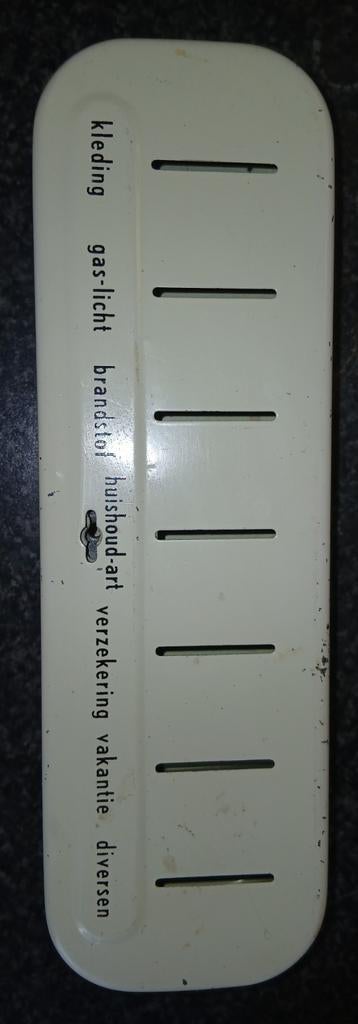 kleding
gas-licht
brandstof
huishoud-art
verzekering
vakantie
diversen